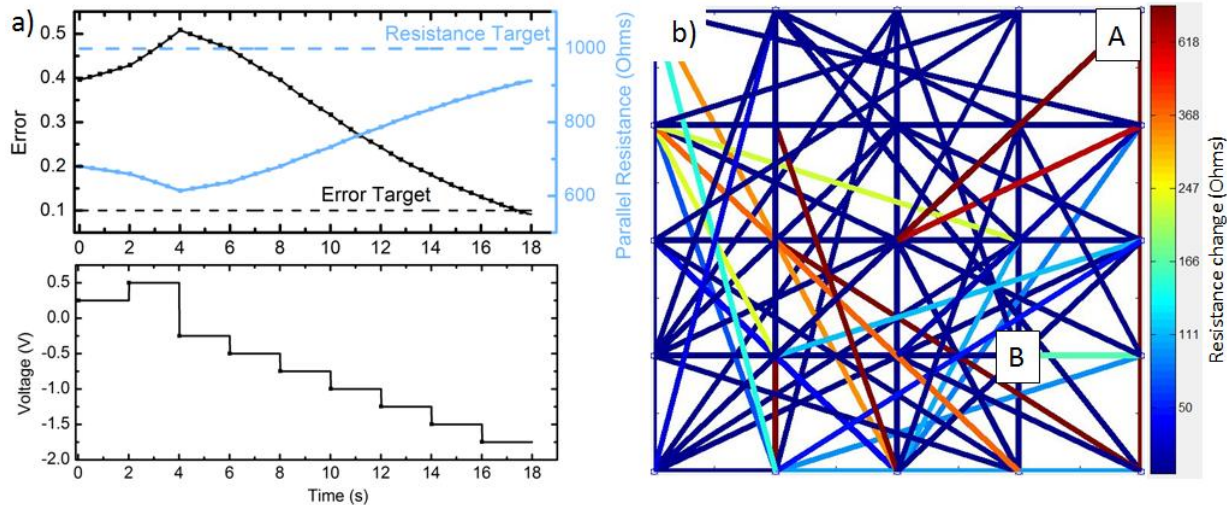 a)
Error
0.5
0.4
0.3
0.2
0.1
Resistance Target
Error Target
1000
800
600
Parallel Resistance (Ohms)
0 2 4 6 8 10 12 14 16 18
Voltage (V)
0.5
0.0
-0.5
-1.0
-1.5
-2.0
0 2 4 6 8 10 12 14 16 18
Time (s)
b)
A
B
618
368
247
166
111
50
Resistance change (Ohms)